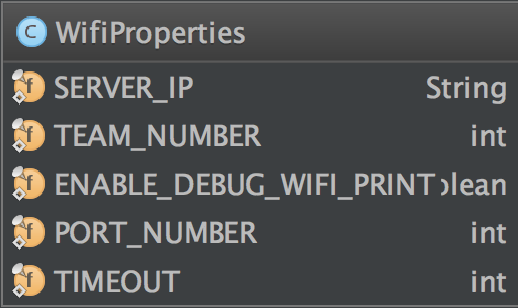 C WifiProperties
f SERVER_IP String
f TEAM_NUMBER int
f ENABLE_DEBUG_WIFI_PRINT olean
f PORT_NUMBER int
f TIMEOUT int